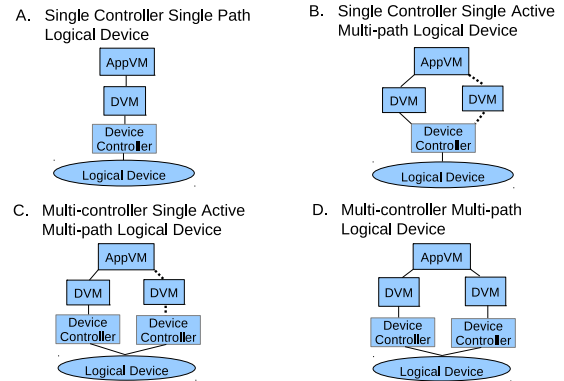 A. Single Controller Single Path
Logical Device
AppVM
DVM
Device
Controller
Logical Device
B. Single Controller Single Active
Multi-path Logical Device
AppVM
DVM
DVM
Device
Controller
Logical Device
C. Multi-controller Single Active
Multi-path Logical Device
AppVM
DVM
DVM
Device
Controller
Device
Controller
Logical Device
D. Multi-controller Multi-path
Logical Device
AppVM
DVM
DVM
Device
Controller
Device
Controller
Logical Device